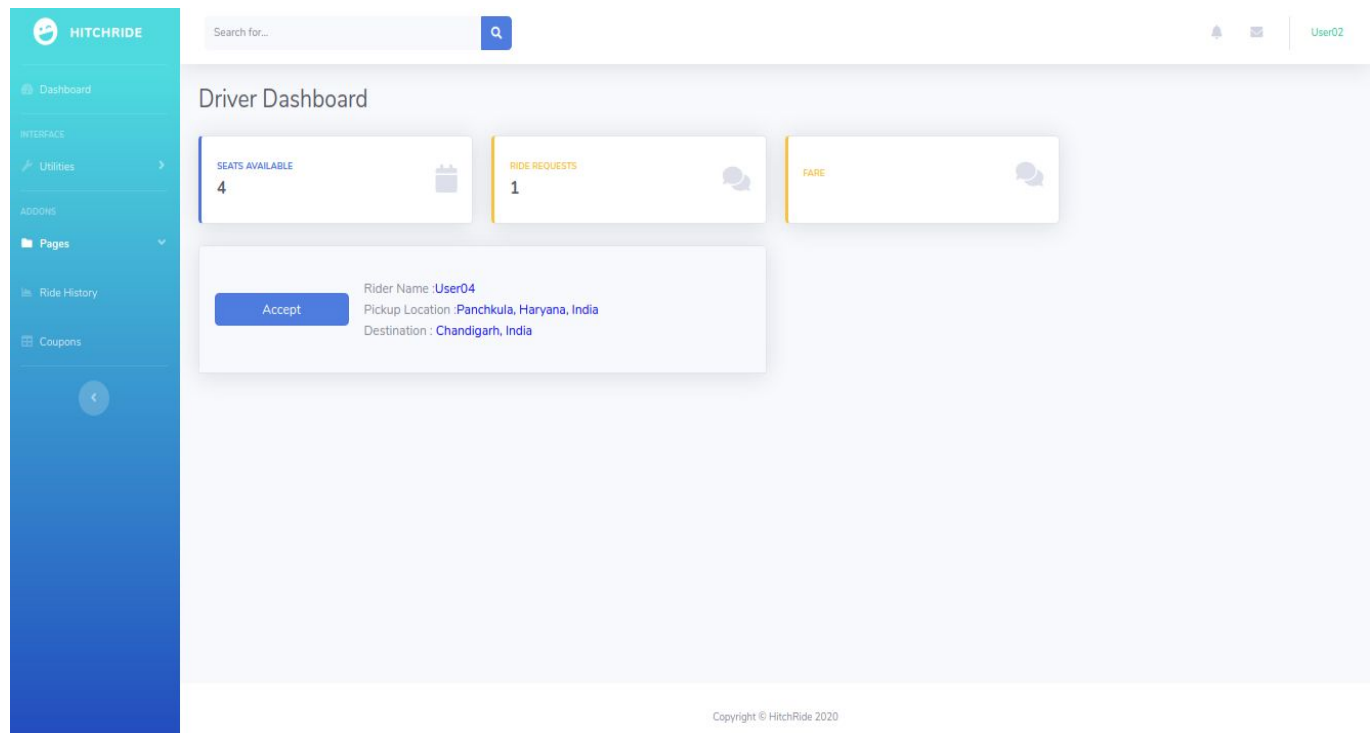 HITCHRIDE
Search for...
User02
Dashboard
INTERFACE
Utilities
ADDONS
Pages
Ride History
Coupons
Driver Dashboard
SEATS AVAILABLE
4
RIDE REQUESTS
1
FARE
Accept
Rider Name :User04
Pickup Location :Panchkula, Haryana, India
Destination : Chandigarh, India
Copyright © HitchRide 2020